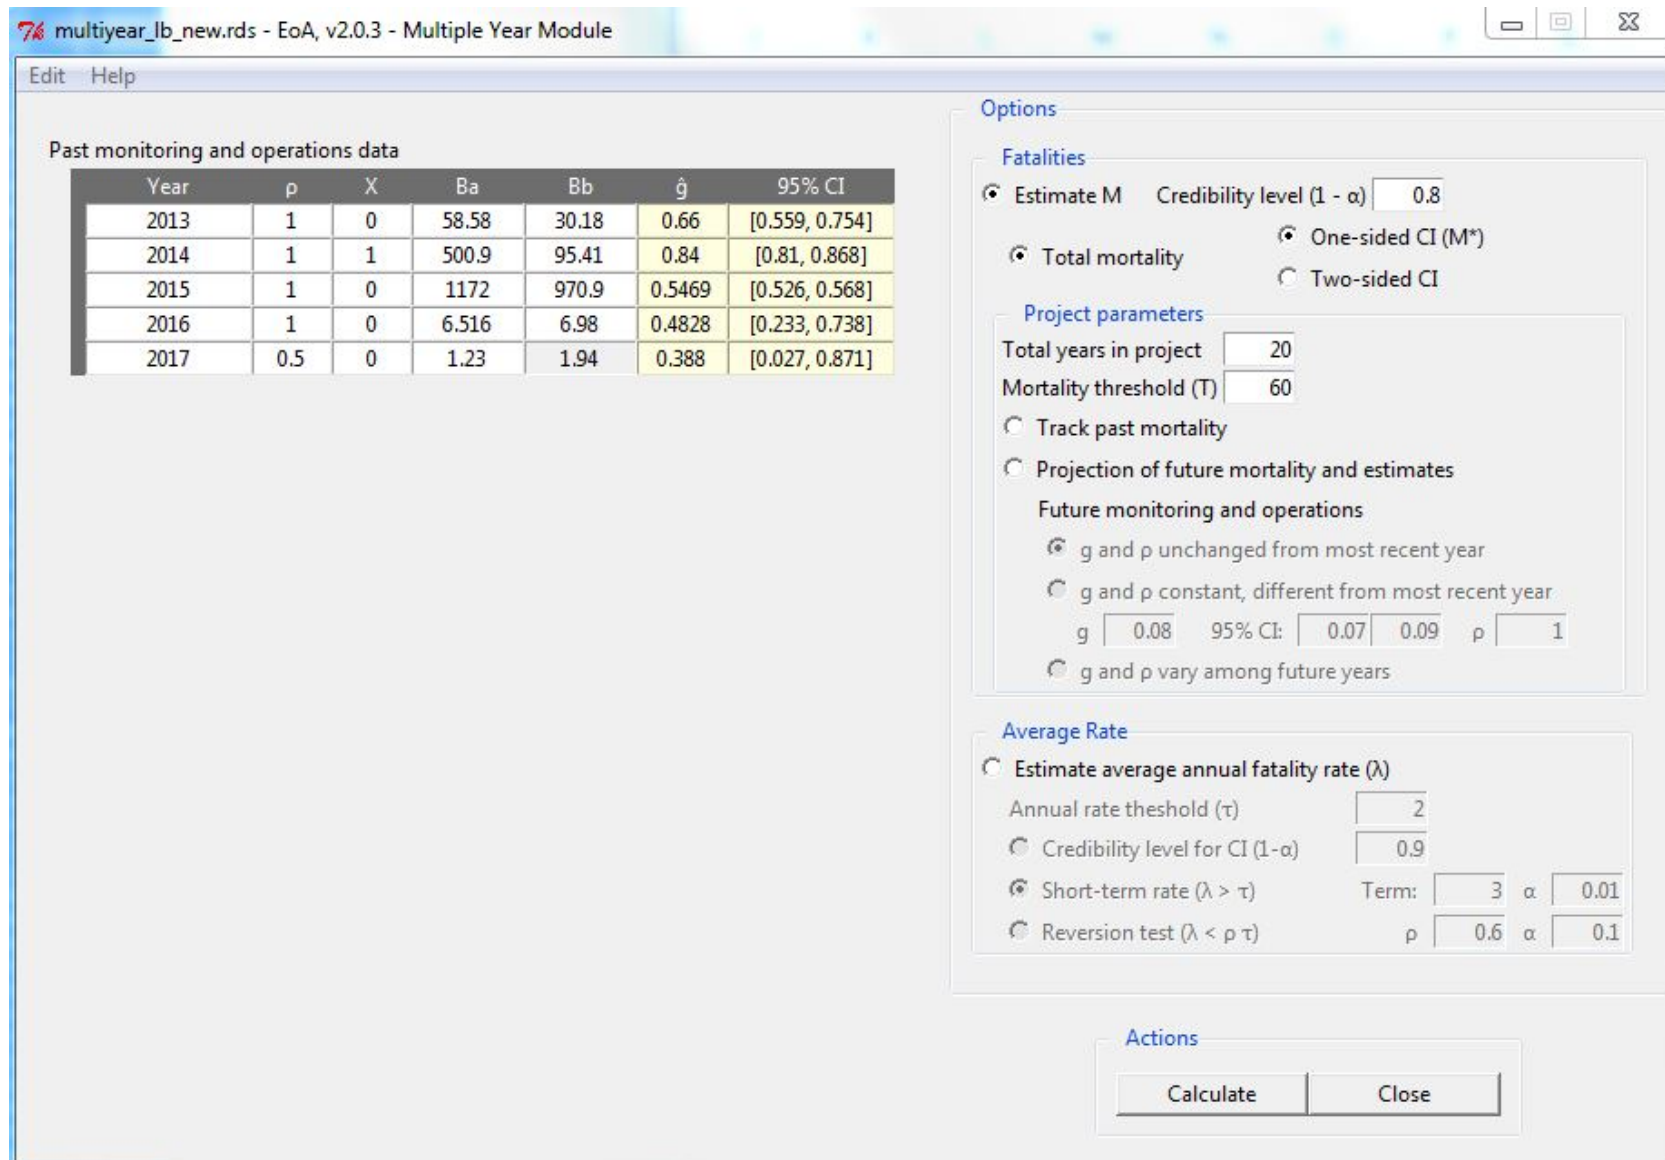 7% multiyear_lb_new.rds - EoA, v2.0.3 - Multiple Year Module
Edit Help
Past monitoring and operations data
Year ρ X Ba Bb ĝ 95% CI
2013 1 0 58.58 30.18 0.66 [0.559, 0.754]
2014 1 1 500.9 95.41 0.84 [0.81, 0.868]
2015 1 0 1172 970.9 0.5469 [0.526, 0.568]
2016 1 0 6.516 6.98 0.4828 [0.233, 0.738]
2017 0.5 0 1.23 1.94 0.388 [0.027, 0.871]
Options
Fatalities
Estimate M Credibility level (1 - α) 0.8
Total mortality
One-sided CI (M*)
Two-sided CI
Project parameters
Total years in project 20
Mortality threshold (T) 60
Track past mortality
Projection of future mortality and estimates
Future monitoring and operations
g and ρ unchanged from most recent year
g and ρ constant, different from most recent year
g 0.08 95% CI: 0.07 0.09 ρ 1
g and ρ vary among future years
Average Rate
Estimate average annual fatality rate (λ)
Annual rate theshold (τ) 2
Credibility level for CI (1-α) 0.9
Short-term rate (λ > τ) Term: 3 α 0.01
Reversion test (λ < ρ τ) ρ 0.6 α 0.1
Actions
Calculate Close